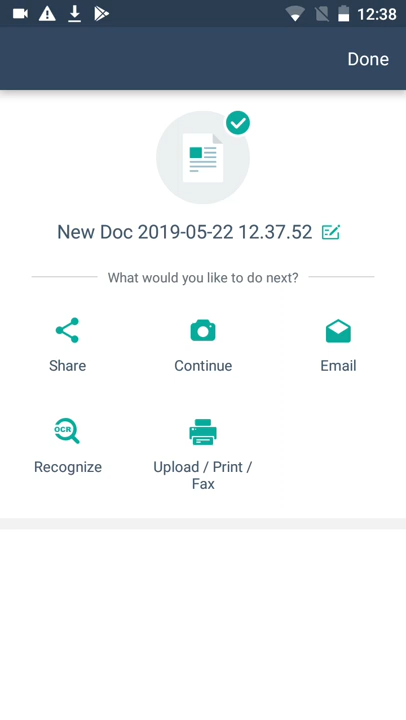 12:38
Done
New Doc 2019-05-22 12.37.52
What would you like to do next?
Share
Continue
Email
OCR
Recognize
Upload / Print /
Fax